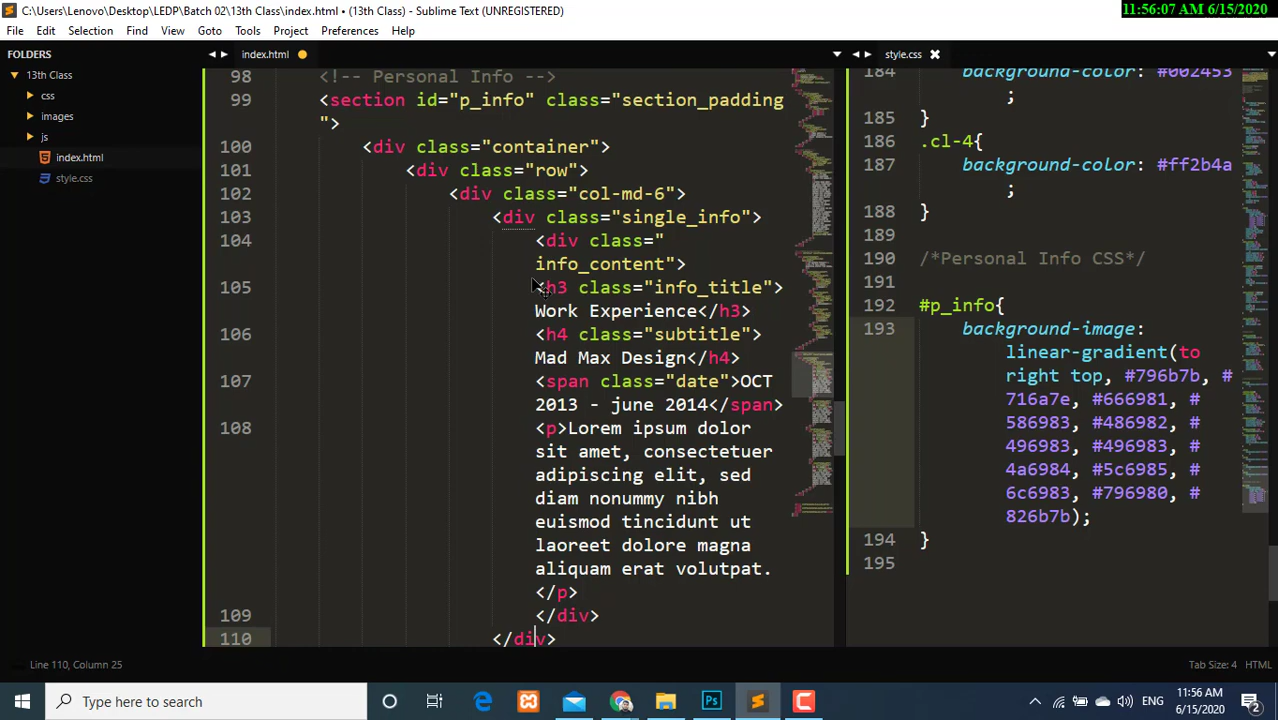 C:\Users\Lenovo\Desktop\LEDP\Batch 02\13th Class\index.html (13th Class) - Sublime Text (UNREGISTERED)
11:56:07 AM 6/15/2020
File Edit Selection Find View Goto Tools Project Preferences Help
FOLDERS
13th Class
css
images
js
index.html
style.css
index.html
98 <!-- Personal Info -->
99 <section id="p_info" class="section_padding
">
100 <div class="container">
101 <div class="row">
102 <div class="col-md-6">
103 <div class="single_info">
104 <div class="
info_content">
105 <h3 class="info_title">
Work Experience</h3>
106 <h4 class="subtitle">
Mad Max Design</h4>
107 <span class="date">OCT
2013 - june 2014</span>
108 <p>Lorem ipsum dolor
sit amet, consectetuer
adipiscing elit, sed
diam nonummy nibh
euismod tincidunt ut
laoreet dolore magna
aliquam erat volutpat.
</p>
109 </div>
110 </div>
style.css
184 background-color: #002453
;
185 }
186 .cl-4{
187 background-color: #ff2b4a
;
188 }
189
190 /*Personal Info CSS*/
191
192 #p_info{
193 background-image:
linear-gradient(to
right top, #796b7b, #
716a7e, #666981, #
586983, #486982, #
496983, #496983, #
4a6984, #5c6985, #
6c6983, #796980, #
826b7b);
194 }
195
Line 110, Column 25
Tab Size: 4 HTML
Type here to search
ENG
11:56 AM
6/15/2020
2